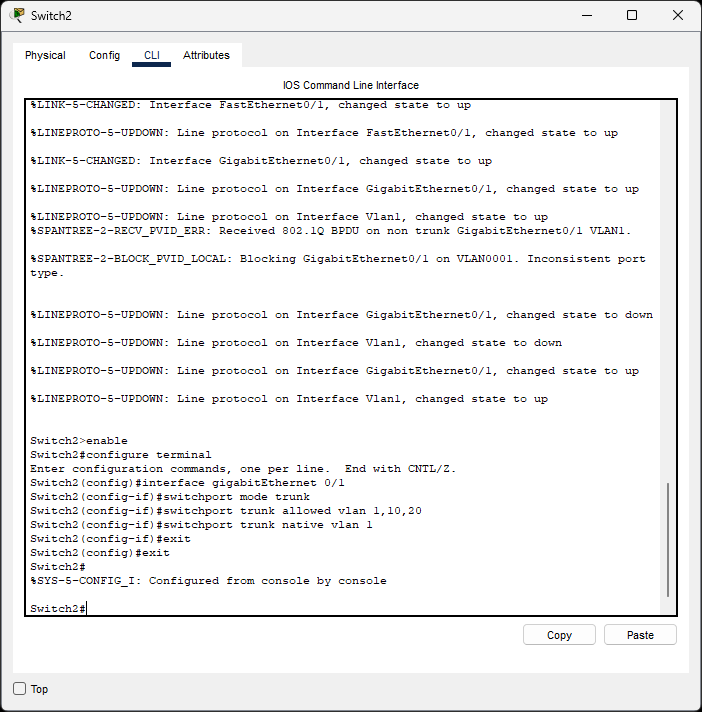 Switch2
Physical Config CLI Attributes
IOS Command Line Interface
%LINK-5-CHANGED: Interface FastEthernet0/1, changed state to up
%LINEPROTO-5-UPDOWN: Line protocol on Interface FastEthernet0/1, changed state to up
%LINK-5-CHANGED: Interface GigabitEthernet0/1, changed state to up
%LINEPROTO-5-UPDOWN: Line protocol on Interface GigabitEthernet0/1, changed state to up
%LINEPROTO-5-UPDOWN: Line protocol on Interface Vlan1, changed state to up
%SPANTREE-2-RECV_PVID_ERR: Received 802.1Q BPDU on non trunk GigabitEthernet0/1 VLAN1.
%SPANTREE-2-BLOCK_PVID_LOCAL: Blocking GigabitEthernet0/1 on VLAN0001. Inconsistent port
type.
%LINEPROTO-5-UPDOWN: Line protocol on Interface GigabitEthernet0/1, changed state to down
%LINEPROTO-5-UPDOWN: Line protocol on Interface Vlan1, changed state to down
%LINEPROTO-5-UPDOWN: Line protocol on Interface GigabitEthernet0/1, changed state to up
%LINEPROTO-5-UPDOWN: Line protocol on Interface Vlan1, changed state to up
Switch2>enable
Switch2#configure terminal
Enter configuration commands, one per line.  End with CNTL/Z.
Switch2(config)#interface gigabitEthernet 0/1
Switch2(config-if)#switchport mode trunk
Switch2(config-if)#switchport trunk allowed vlan 1,10,20
Switch2(config-if)#switchport trunk native vlan 1
Switch2(config-if)#exit
Switch2(config)#exit
Switch2#
%SYS-5-CONFIG_I: Configured from console by console
Switch2#
Copy Paste
Top